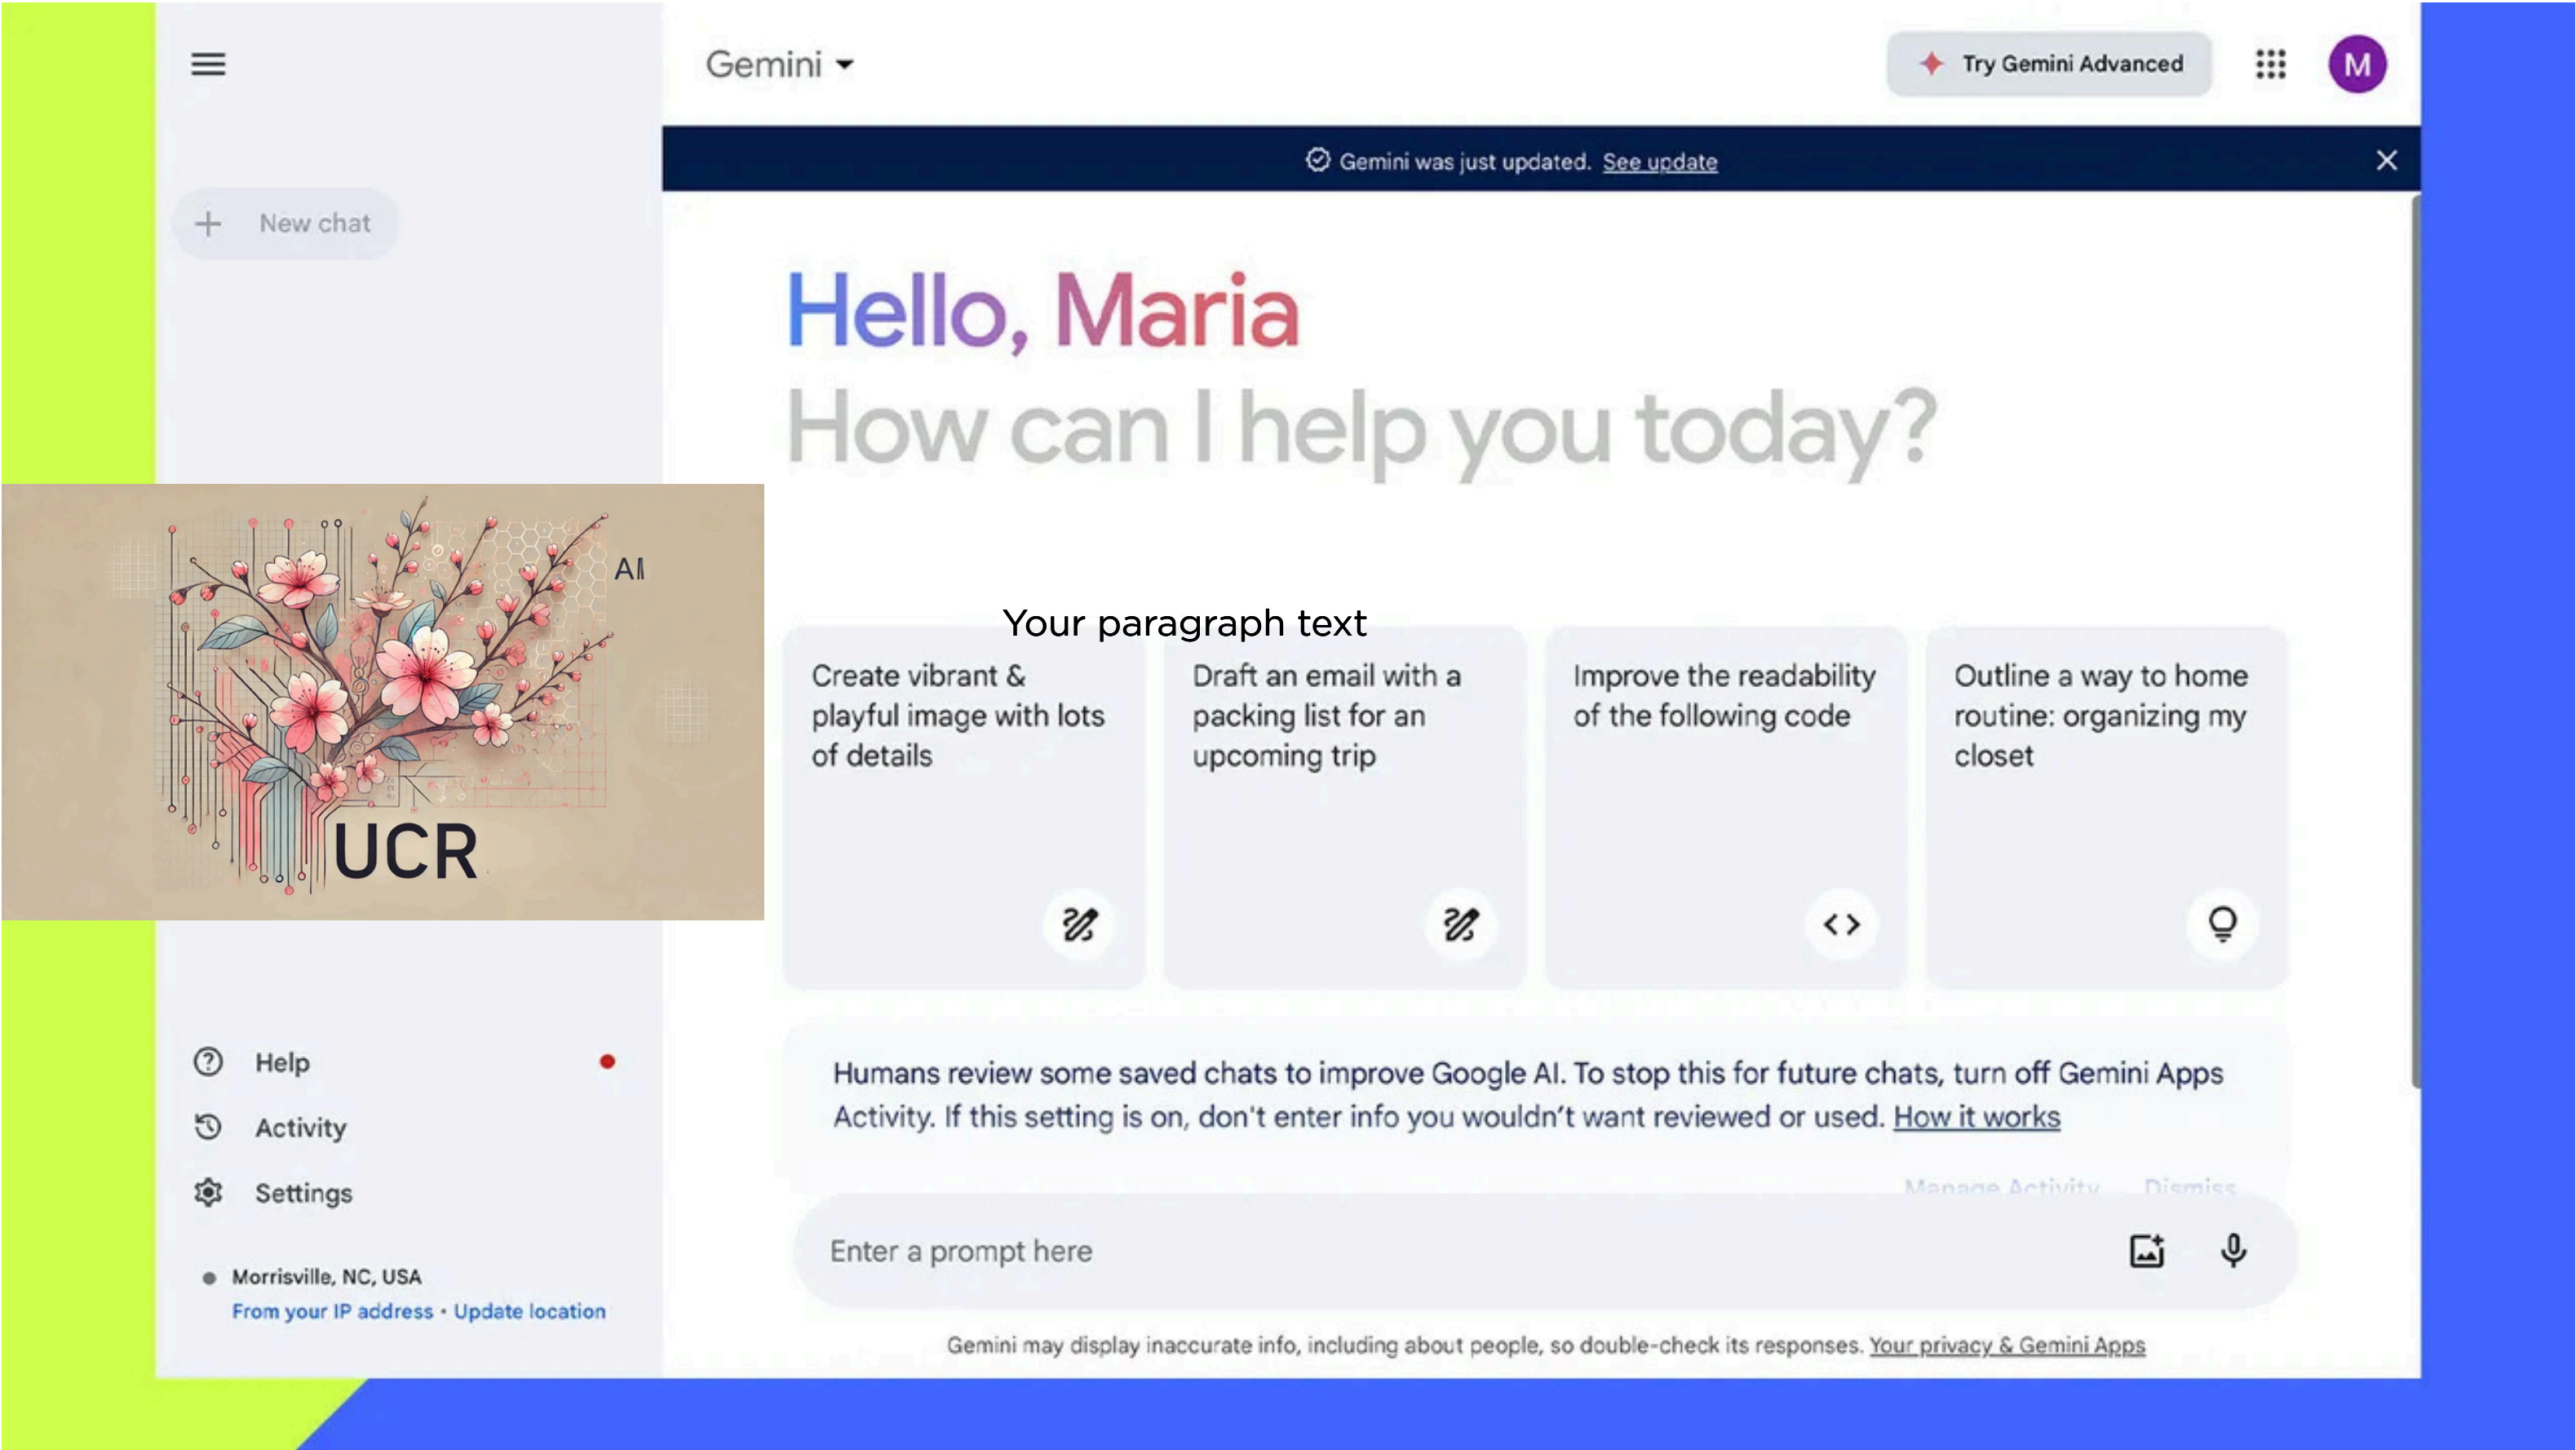 Gemini
Try Gemini Advanced
M
Gemini was just updated. See update
New chat
Hello, Maria
How can I help you today?
AI
UCR
Your paragraph text
Create vibrant &
playful image with lots
of details
Draft an email with a
packing list for an
upcoming trip
Improve the readability
of the following code
Outline a way to home
routine: organizing my
closet
Humans review some saved chats to improve Google AI. To stop this for future chats, turn off Gemini Apps
Activity. If this setting is on, don't enter info you wouldn’t want reviewed or used. How it works
Manage Activity
Dismiss
Help
Activity
Settings
Morrisville, NC, USA
From your IP address • Update location
Enter a prompt here
Gemini may display inaccurate info, including about people, so double-check its responses. Your privacy & Gemini Apps